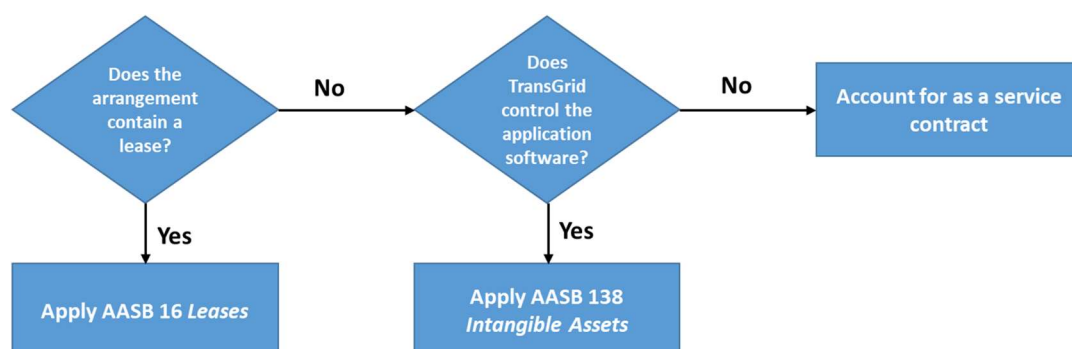 Does the
arrangement
contain a
lease?
No
Does
TransGrid
control the
application
software?
No
Account for as a service
contract
Yes
Yes
Apply AASB 16 Leases
Apply AASB 138
Intangible Assets